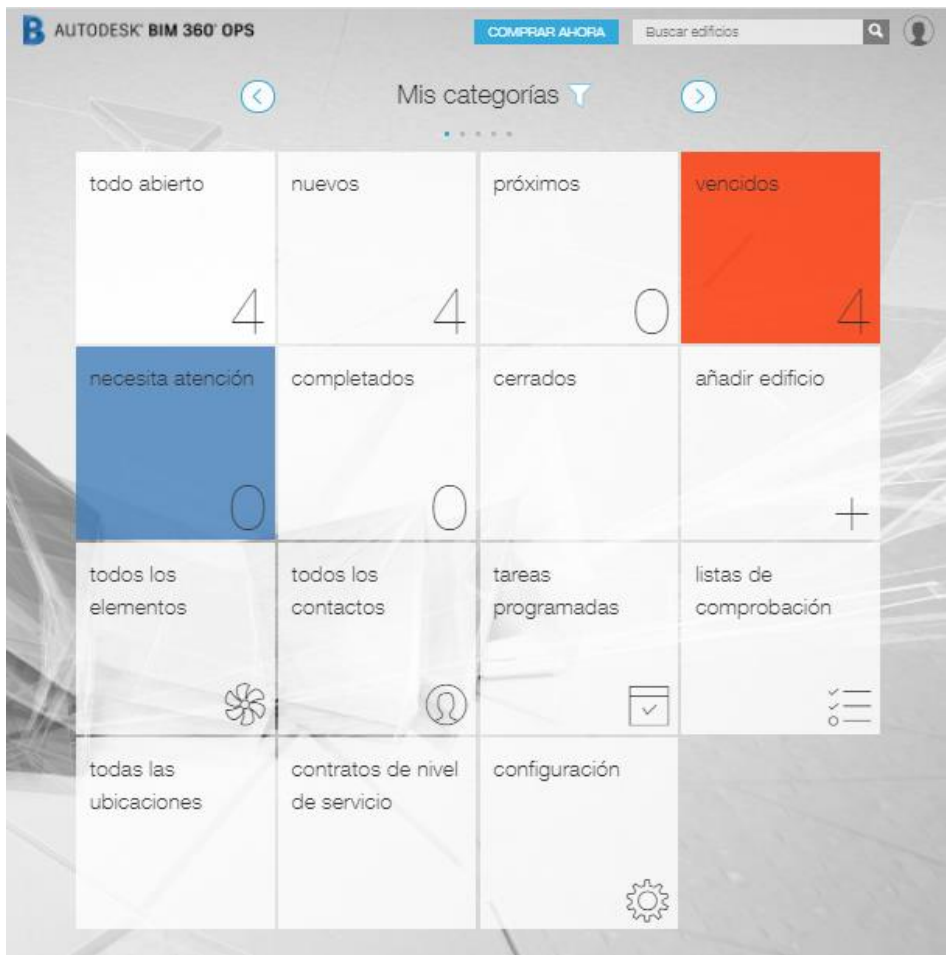 AUTODESK® BIM 360® OPS
COMPRAR AHORA
Buscar edificios
Mis categorías
todo abierto
4
nuevos
4
próximos
0
vencidos
4
necesita atención
0
completados
0
cerrados
añadir edificio
todos los
elementos
todos los
contactos
tareas
programadas
listas de
comprobación
todas las
ubicaciones
contratos de nivel
de servicio
configuración